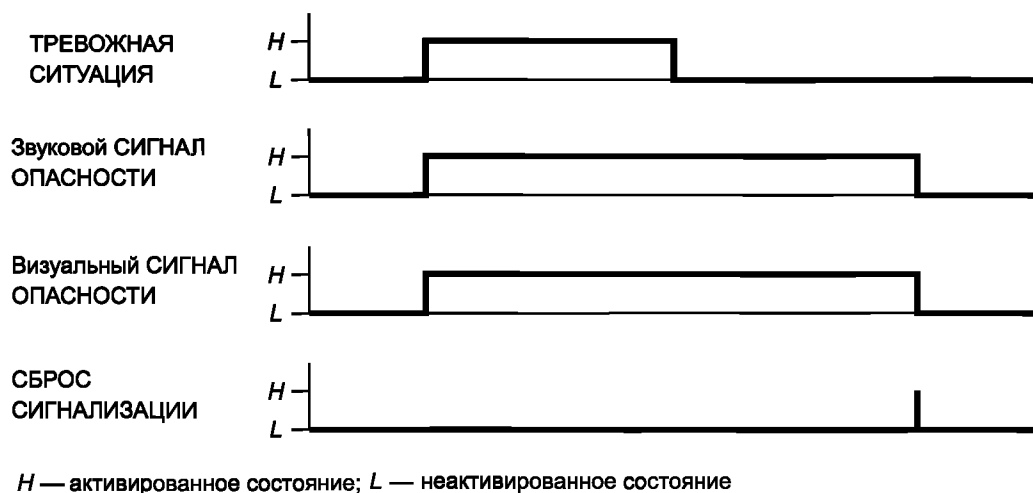 ТРЕВОЖНАЯ
СИТУАЦИЯ
H
L
Звуковой СИГНАЛ
ОПАСНОСТИ
H
L
Визуальный СИГНАЛ
ОПАСНОСТИ
H
L
СБРОС
СИГНАЛИЗАЦИИ
H
L
H — активированное состояние; L — неактивированное состояние